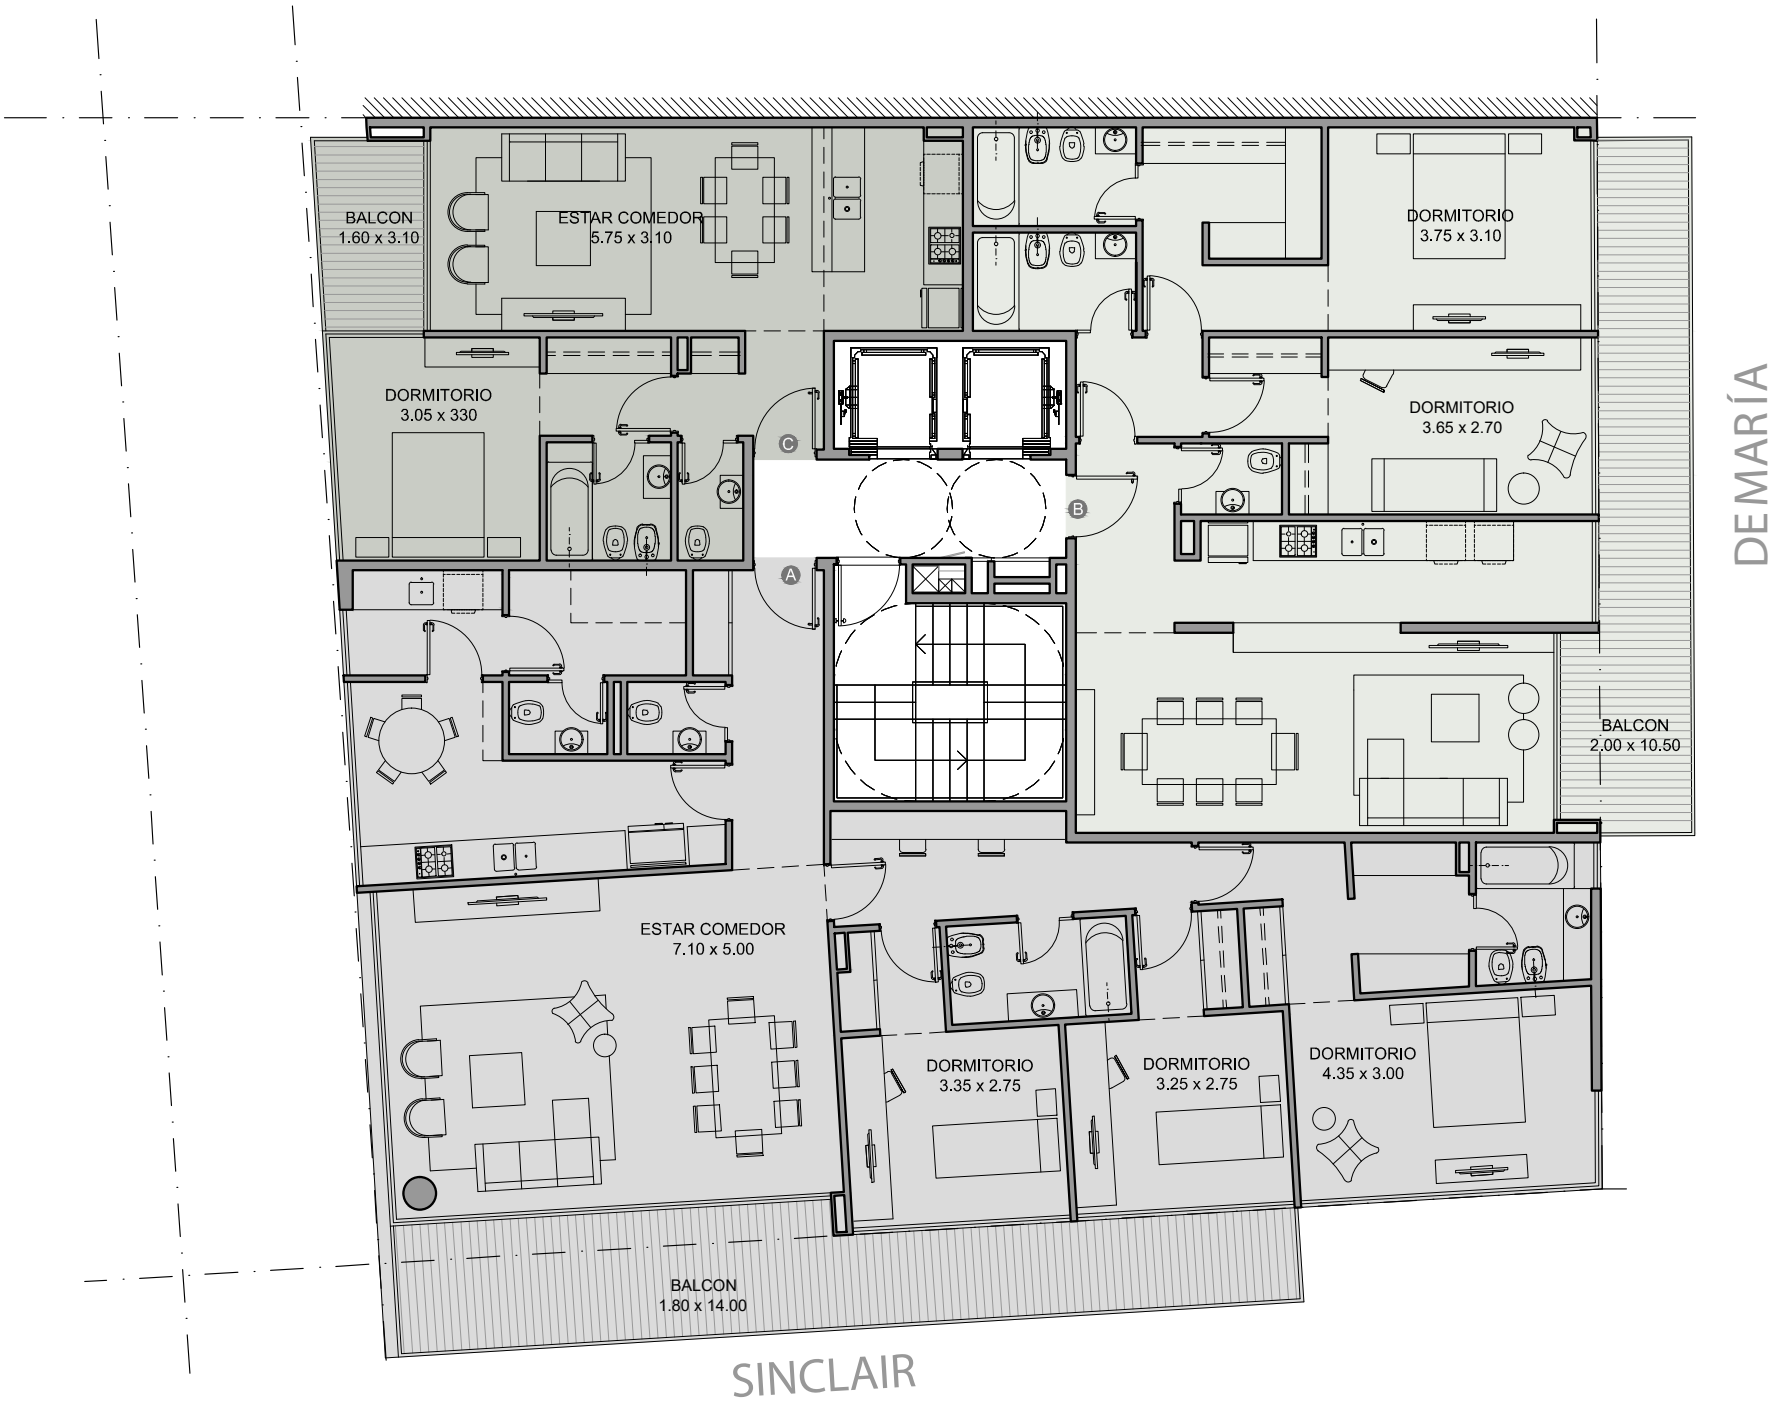 BALCON
1.60 x 3.10
ESTAR COMEDOR
5.75 x 3.10
DORMITORIO
3.75 x 3.10
DORMITORIO
3.05 x 330
DORMITORIO
3.65 x 2.70
C
B
A
DEMARÍA
BALCON
2.00 x 10.50
ESTAR COMEDOR
7.10 x 5.00
DORMITORIO
3.35 x 2.75
DORMITORIO
3.25 x 2.75
DORMITORIO
4.35 x 3.00
BALCON
1.80 x 14.00
SINCLAIR